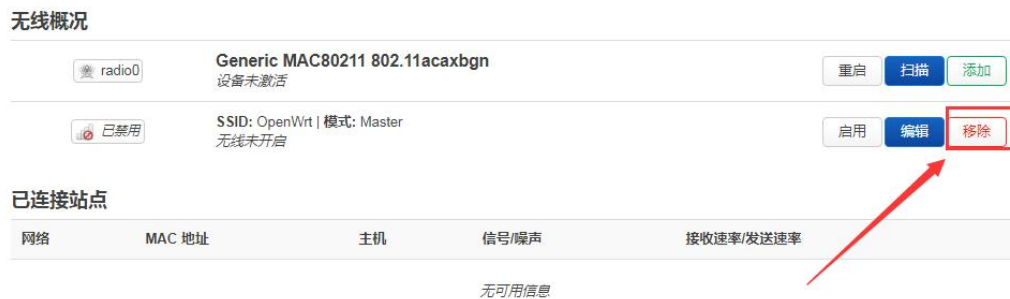 无线概况
radio0 Generic MAC80211 802.11acaxbgn 重启 扫描 添加
设备未激活
已禁用 SSID: OpenWrt | 模式: Master 启用 编辑 移除
无线未开启
已连接站点
网络 MAC 地址 主机 信号/噪声 接收速率/发送速率
无可用信息